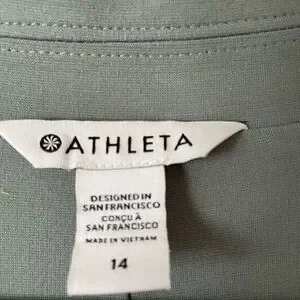 ATHLETA
DESIGNED IN
SAN FRANCISCO
CONÇU À
SAN FRANCISCO
MADE IN VIETNAM
14